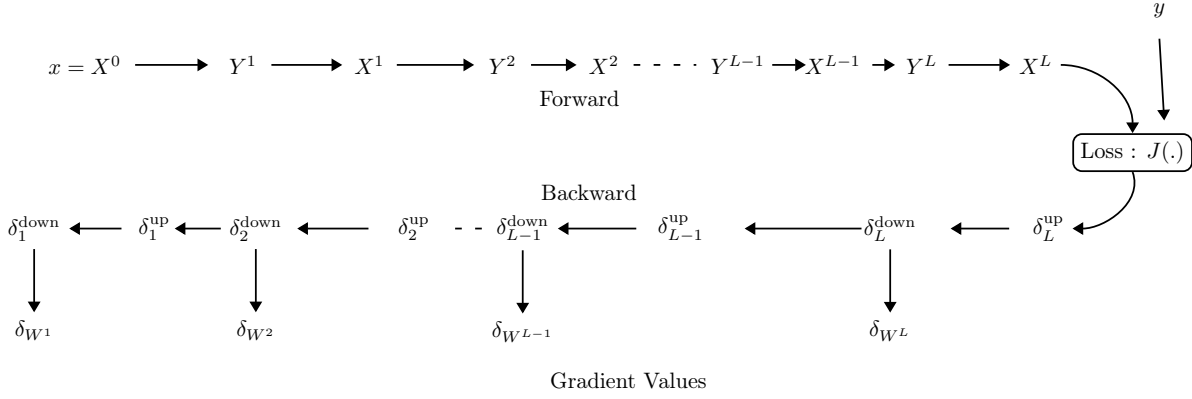 y
x = X^0 Y^1 X^1 Y^2 X^2 Y^{L-1} X^{L-1} Y^L X^L
Forward
Loss : J(.)
Backward
δ_1^{down} δ_1^{up} δ_2^{down} δ_2^{up} δ_{L-1}^{down} δ_{L-1}^{up} δ_L^{down} δ_L^{up}
δ_{W^1} δ_{W^2} δ_{W^{L-1}} δ_{W^L}
Gradient Values